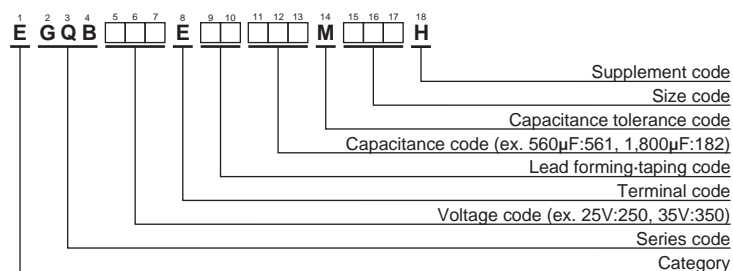 1 2 3 4 5 6 7 8 9 10 11 12 13 14 15 16 17 18
E G Q B □□□ E □□ □□□ M □□□ H
Supplement code
Size code
Capacitance tolerance code
Capacitance code (ex. 560μF:561, 1,800μF:182)
Lead forming·taping code
Terminal code
Voltage code (ex. 25V:250, 35V:350)
Series code
Category